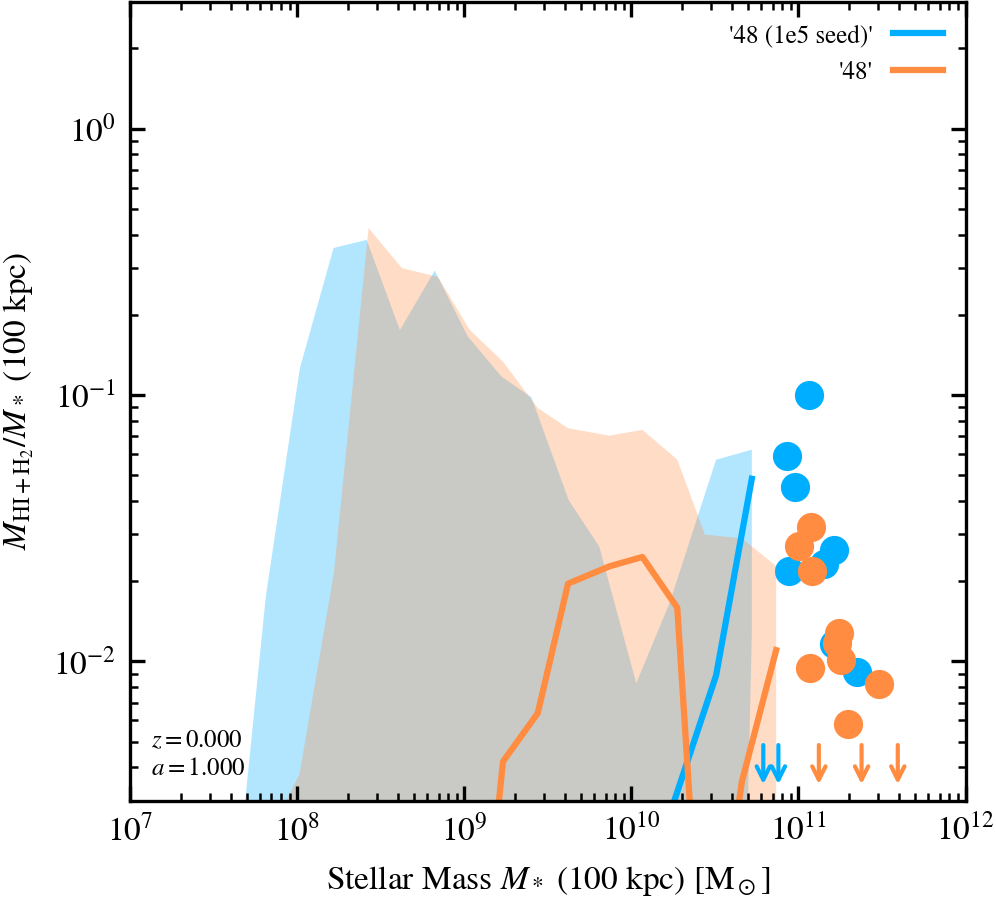 '48 (1e5 seed)'
'48'
10⁰
10⁻¹
10⁻²
M_HI+H₂/M* (100 kpc)
z = 0.000
a = 1.000
10⁷ 10⁸ 10⁹ 10¹⁰ 10¹¹ 10¹²
Stellar Mass M* (100 kpc) [M⊙]